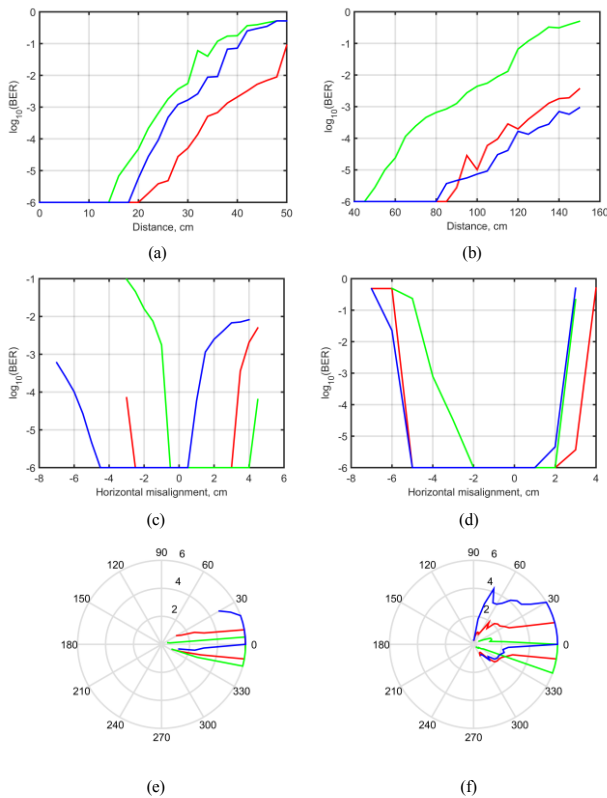 0
-1
-2
-3
-4
-5
-6
log10(BER)
0 10 20 30 40 50
Distance, cm
(a)
0
-1
-2
-3
-4
-5
-6
log10(BER)
40 60 80 100 120 140 160
Distance, cm
(b)
-1
-2
-3
-4
-5
-6
log10(BER)
-8 -6 -4 -2 0 2 4 6
Horizontal misalignment, cm
(c)
0
-1
-2
-3
-4
-5
-6
log10(BER)
-8 -6 -4 -2 0 2 4
Horizontal misalignment, cm
(d)
90 6
120 60
4
150 30
2
180 0
210 330
240 300
270
(e)
90 6
120 60
4
150 30
2
180 0
210 330
240 300
270
(f)